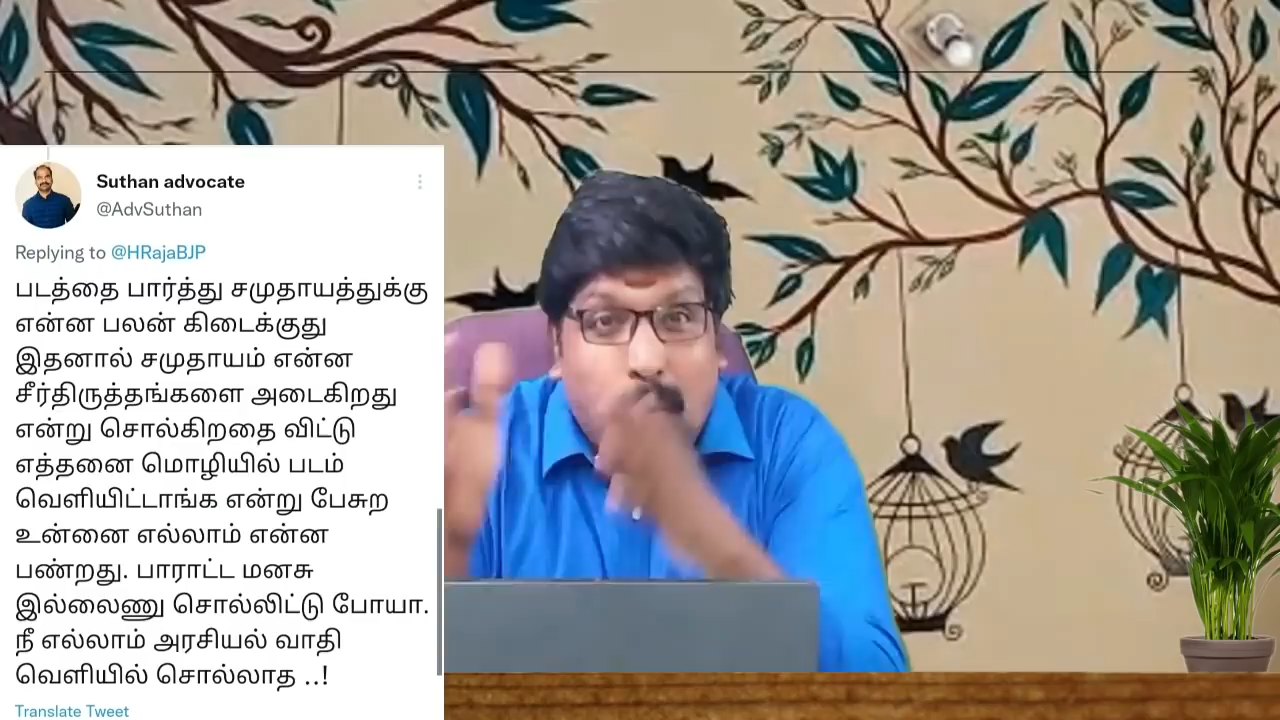 Suthan advocate
@AdvSuthan
Replying to @HRajaBJP
படத்தை பார்த்து சமுதாயத்துக்கு
என்ன பலன் கிடைக்குது
இதனால் சமுதாயம் என்ன
சீர்திருத்தங்களை அடைகிறது
என்று சொல்கிறதை விட்டு
எத்தனை மொழியில் படம்
வெளியிட்டாங்க என்று பேசுற
உன்னை எல்லாம் என்ன
பண்றது. பாராட்ட மனசு
இல்லைணு சொல்லிட்டு போயா.
நீ எல்லாம் அரசியல் வாதி
வெளியில் சொல்லாத ..!
Translate Tweet